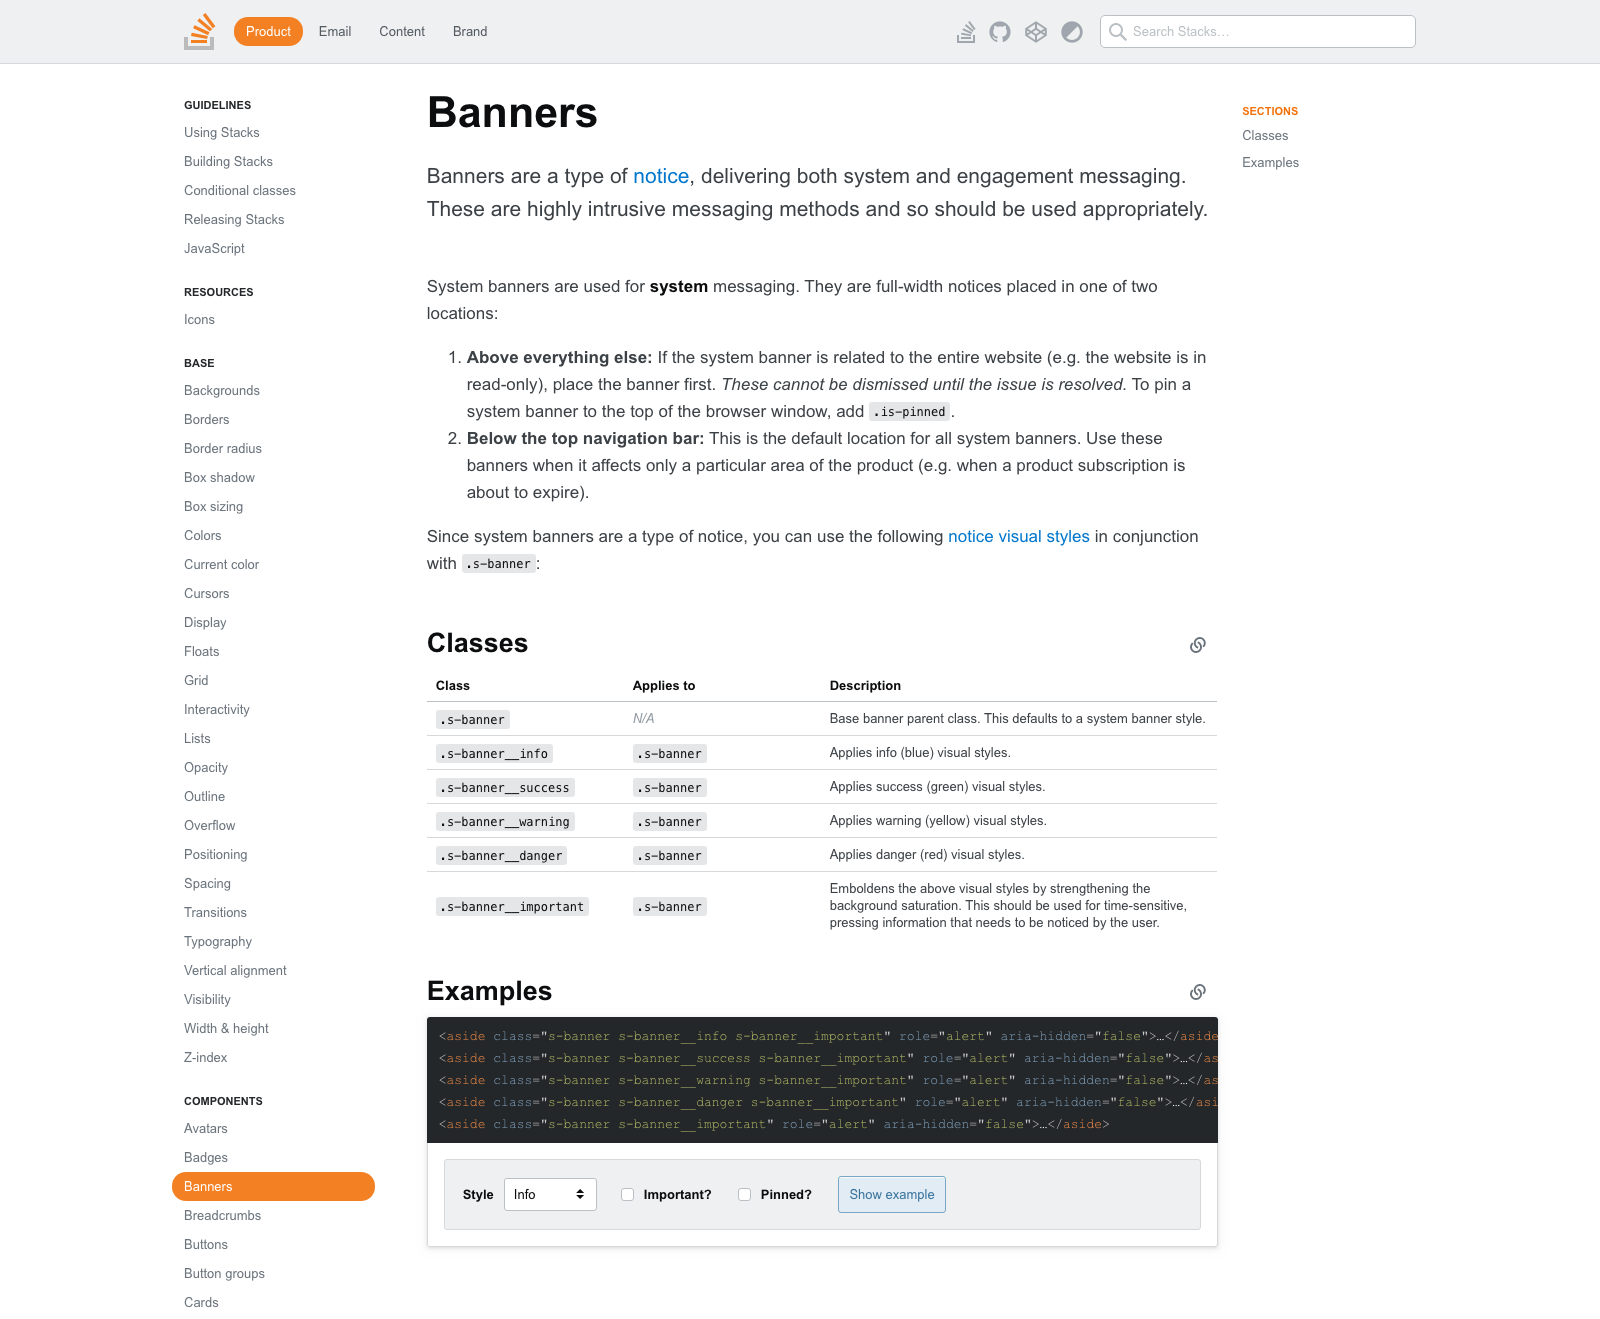 Product
Email
Content
Brand
Search Stacks...
GUIDELINES
Using Stacks
Building Stacks
Conditional classes
Releasing Stacks
JavaScript
RESOURCES
Icons
BASE
Backgrounds
Borders
Border radius
Box shadow
Box sizing
Colors
Current color
Cursors
Display
Floats
Grid
Interactivity
Lists
Opacity
Outline
Overflow
Positioning
Spacing
Transitions
Typography
Vertical alignment
Visibility
Width & height
Z-index
COMPONENTS
Avatars
Badges
Banners
Breadcrumbs
Buttons
Button groups
Cards
Banners
Banners are a type of notice, delivering both system and engagement messaging.
These are highly intrusive messaging methods and so should be used appropriately.
System banners are used for system messaging. They are full-width notices placed in one of two
locations:
1. Above everything else: If the system banner is related to the entire website (e.g. the website is in
read-only), place the banner first. These cannot be dismissed until the issue is resolved. To pin a
system banner to the top of the browser window, add .is-pinned.
2. Below the top navigation bar: This is the default location for all system banners. Use these
banners when it affects only a particular area of the product (e.g. when a product subscription is
about to expire).
Since system banners are a type of notice, you can use the following notice visual styles in conjunction
with .s-banner:
Classes
Class Applies to Description
.s-banner N/A Base banner parent class. This defaults to a system banner style.
.s-banner__info .s-banner Applies info (blue) visual styles.
.s-banner__success .s-banner Applies success (green) visual styles.
.s-banner__warning .s-banner Applies warning (yellow) visual styles.
.s-banner__danger .s-banner Applies danger (red) visual styles.
.s-banner__important .s-banner Emboldens the above visual styles by strengthening the
background saturation. This should be used for time-sensitive,
pressing information that needs to be noticed by the user.
Examples
<aside class="s-banner s-banner__info s-banner__important" role="alert" aria-hidden="false">…</aside
<aside class="s-banner s-banner__success s-banner__important" role="alert" aria-hidden="false">…</as
<aside class="s-banner s-banner__warning s-banner__important" role="alert" aria-hidden="false">…</as
<aside class="s-banner s-banner__danger s-banner__important" role="alert" aria-hidden="false">…</asi
<aside class="s-banner s-banner__important" role="alert" aria-hidden="false">…</aside>
Style Info Important? Pinned? Show example
SECTIONS
Classes
Examples